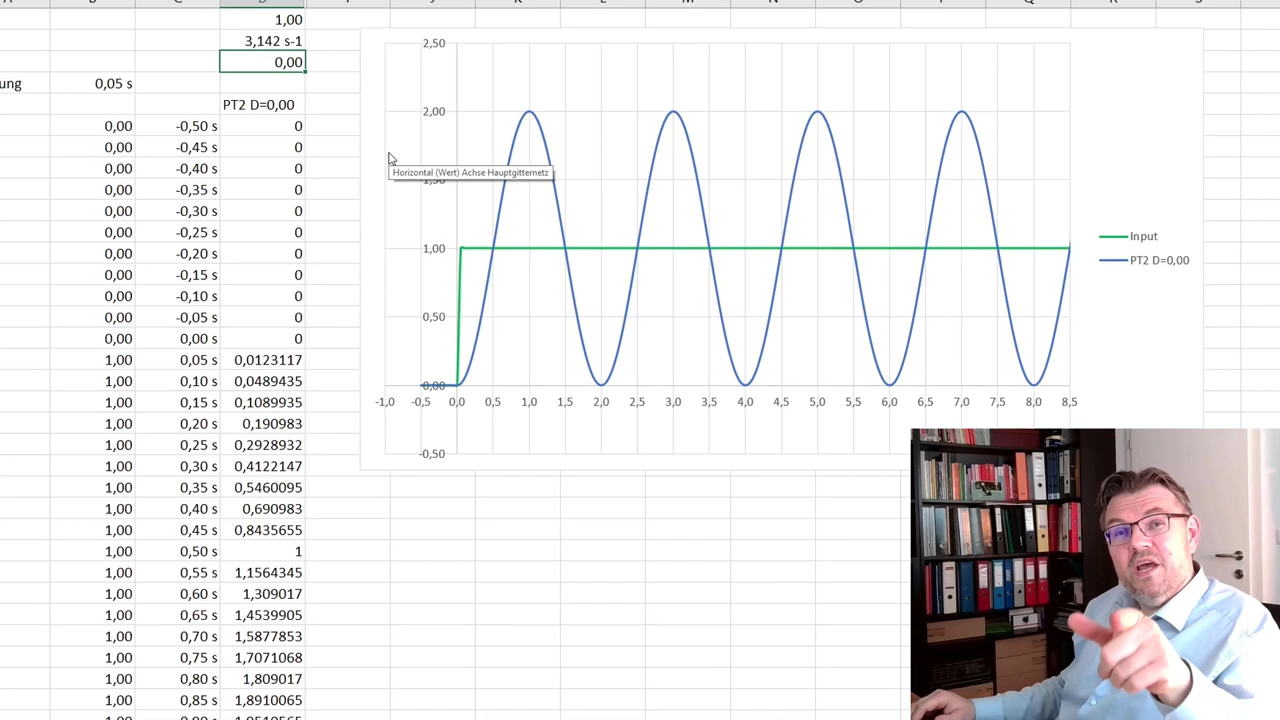 1,00
3,142 s-1
0,00
ung 0,05 s
PT2 D=0,00
0,00 -0,50 s 0
0,00 -0,45 s 0
0,00 -0,40 s 0
0,00 -0,35 s 0
0,00 -0,30 s 0
0,00 -0,25 s 0
0,00 -0,20 s 0
0,00 -0,15 s 0
0,00 -0,10 s 0
0,00 -0,05 s 0
0,00 0,00 s 0
1,00 0,05 s 0,0123117
1,00 0,10 s 0,0489435
1,00 0,15 s 0,1089935
1,00 0,20 s 0,190983
1,00 0,25 s 0,2928932
1,00 0,30 s 0,4122147
1,00 0,35 s 0,5460095
1,00 0,40 s 0,690983
1,00 0,45 s 0,8435655
1,00 0,50 s 1
1,00 0,55 s 1,1564345
1,00 0,60 s 1,309017
1,00 0,65 s 1,4539905
1,00 0,70 s 1,5877853
1,00 0,75 s 1,7071068
1,00 0,80 s 1,809017
1,00 0,85 s 1,8910065
2,50
2,00
Horizontal (Wert) Achse Hauptgitternetz
1,50
1,00
0,50
0,00
-0,50
-1,0 -0,5 0,0 0,5 1,0 1,5 2,0 2,5 3,0 3,5 4,0 4,5 5,0 5,5 6,0 6,5 7,0 7,5 8,0 8,5
Input
PT2 D=0,00